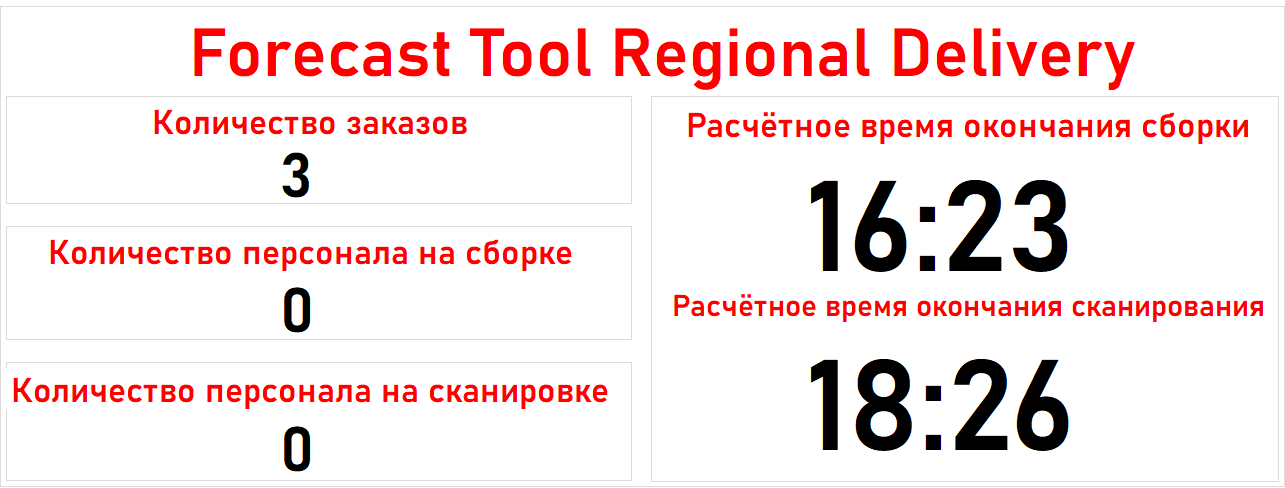 Forecast Tool Regional Delivery
Количество заказов
3
Количество персонала на сборке
0
Количество персонала на сканировке
0
Расчётное время окончания сборки
16:23
Расчётное время окончания сканирования
18:26